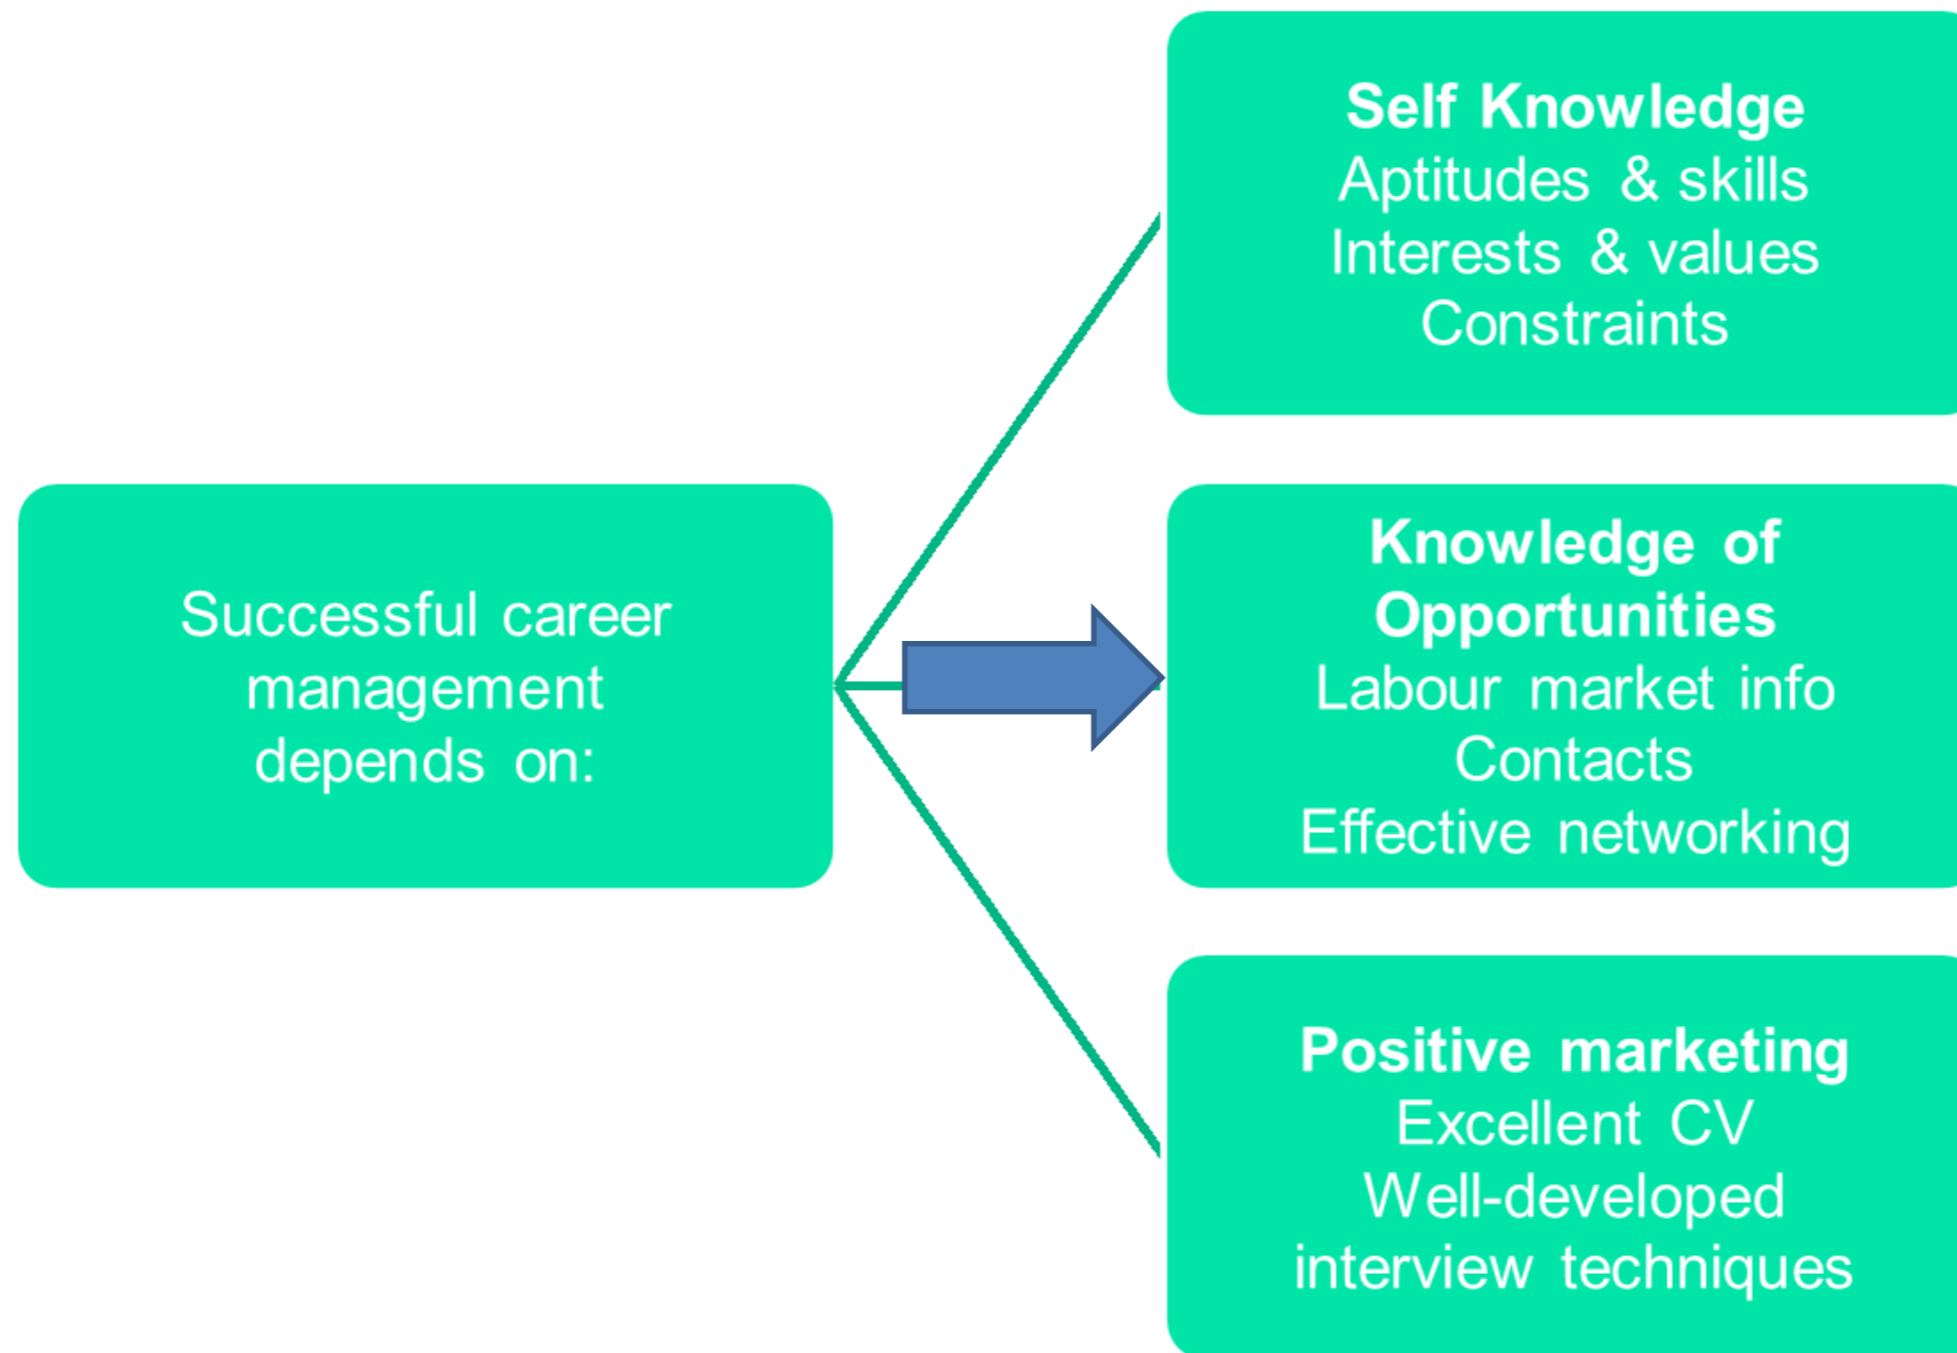 Successful career
management
depends on:
Self Knowledge
Aptitudes & skills
Interests & values
Constraints
Knowledge of
Opportunities
Labour market info
Contacts
Effective networking
Positive marketing
Excellent CV
Well-developed
interview techniques